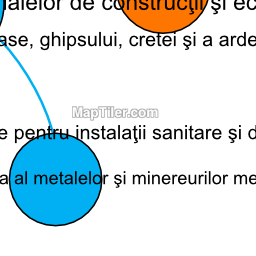 alelor de construcţii şi ec
ase, ghipsului, cretei şi a arde
MapTiler.com
e pentru instalaţii sanitare şi d
a al metalelor şi minereurilor me